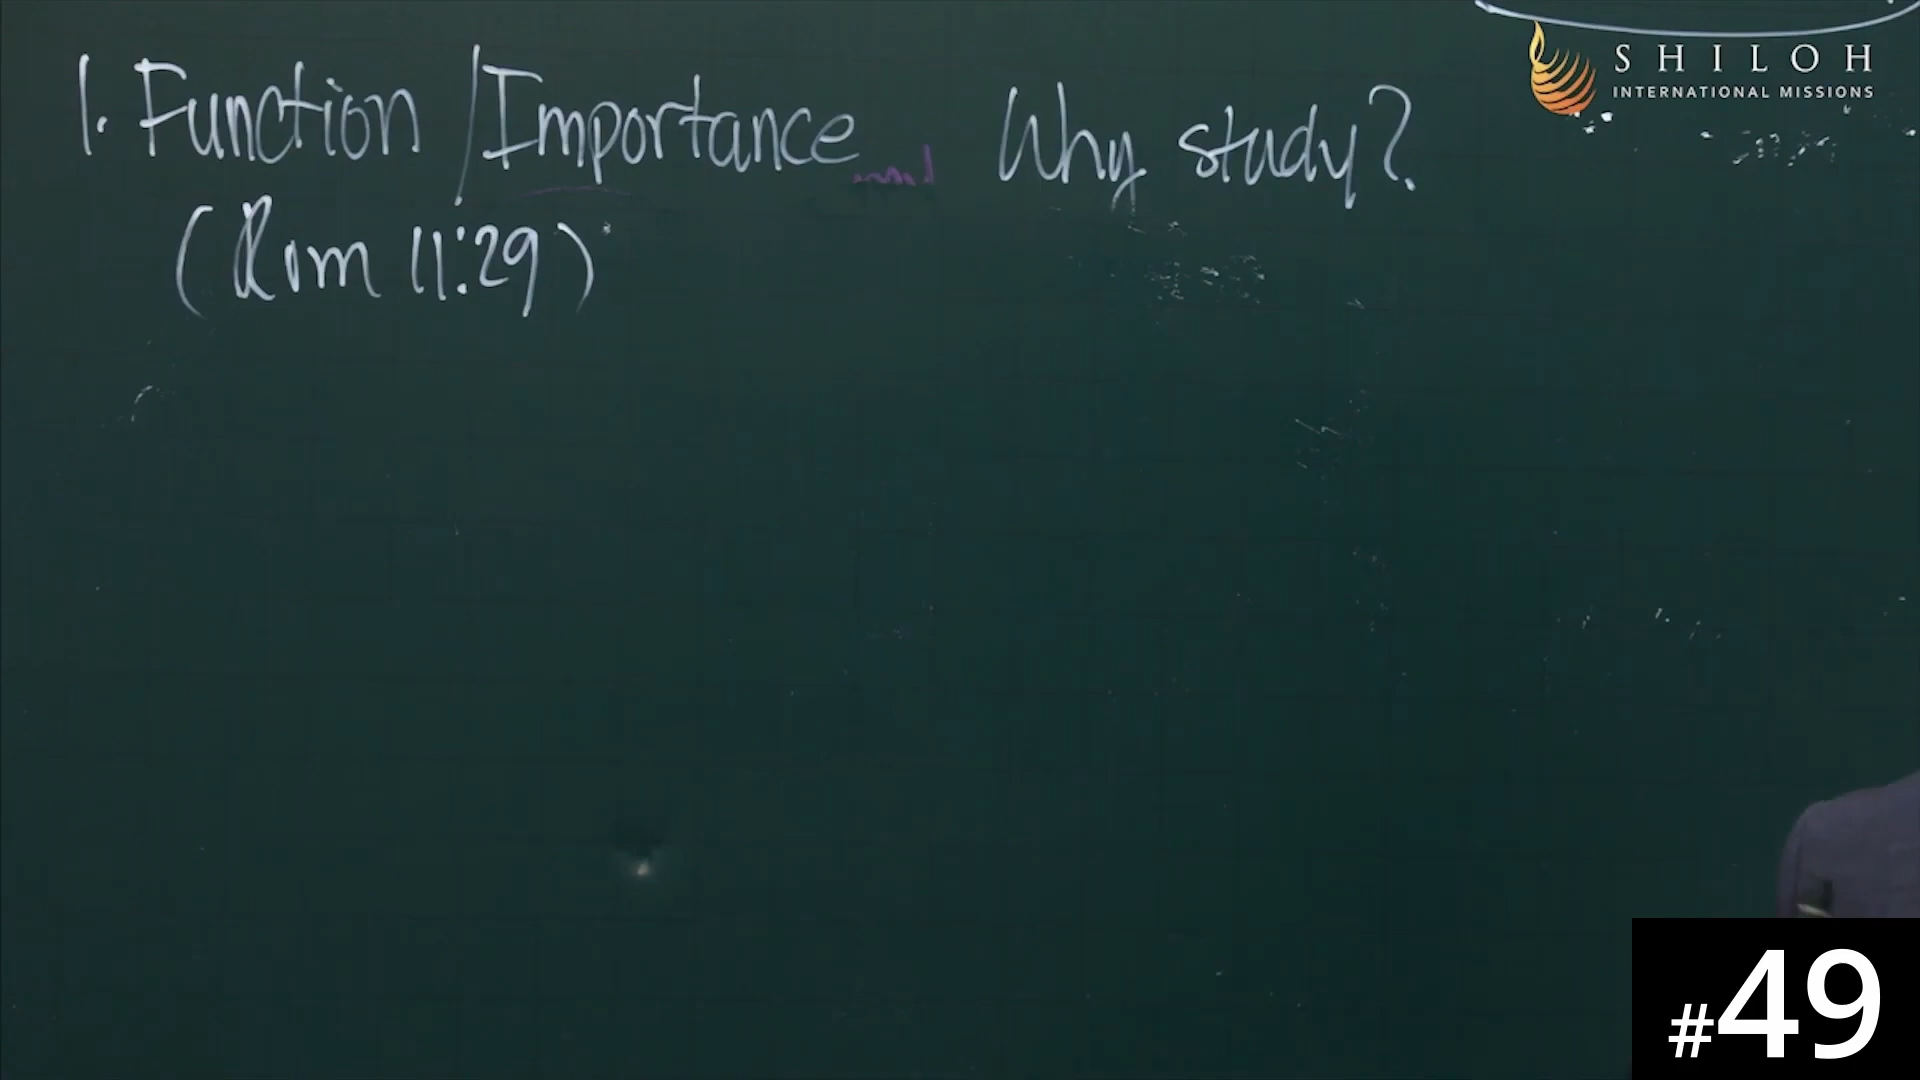 1. Function / Importance Why study?
(Rom 11:29)
SHILOH
INTERNATIONAL MISSIONS
#49